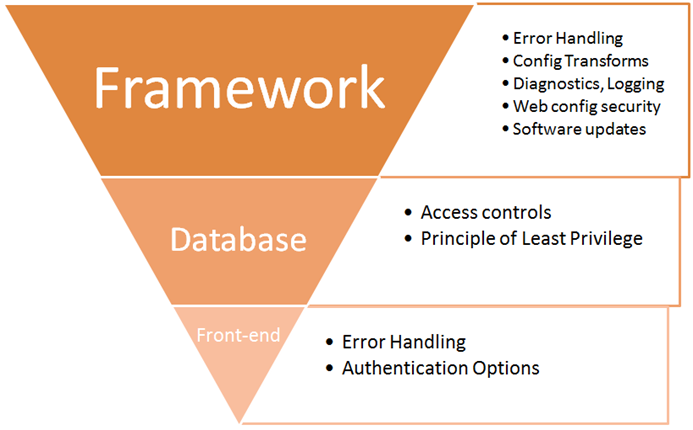 Framework
• Error Handling
• Config Transforms
• Diagnostics, Logging
• Web config security
• Software updates
Database
• Access controls
• Principle of Least Privilege
Front-end
• Error Handling
• Authentication Options